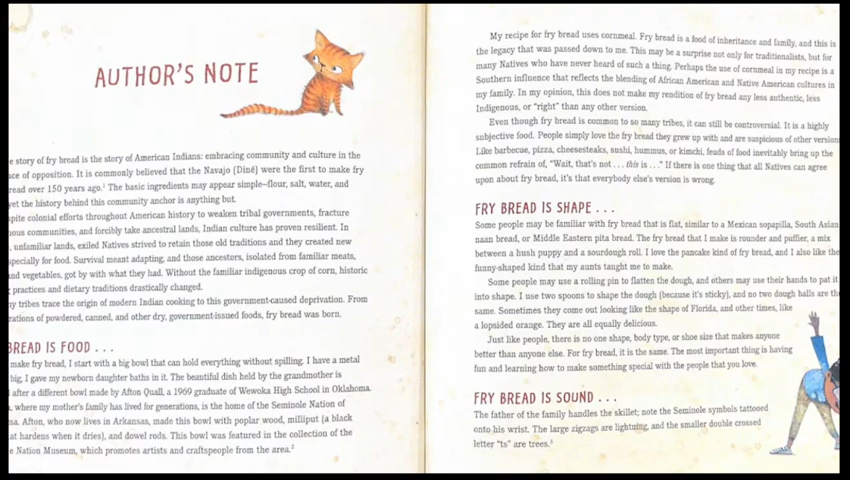 AUTHOR'S NOTE
e story of fry bread is the story of American Indians: embracing community and culture in the
ce of opposition. It is commonly believed that the Navajo (Diné) were the first to make fry
read over 150 years ago.¹ The basic ingredients may appear simple—flour, salt, water, and
yet the history behind this community anchor is anything but.
spite colonial efforts throughout American history to weaken tribal governments, fracture
nous communities, and forcibly take ancestral lands, Indian culture has proven resilient. In
, unfamiliar lands, exiled Natives strived to retain those old traditions and they created new
specially for food. Survival meant adapting, and those ancestors, isolated from familiar meats,
and vegetables, got by with what they had. Without the familiar indigenous crop of corn, historic
practices and dietary traditions drastically changed.
ny tribes trace the origin of modern Indian cooking to this government-caused deprivation. From
rations of powdered, canned, and other dry, government-issued foods, fry bread was born.
BREAD IS FOOD . . .
make fry bread, I start with a big bowl that can hold everything without spilling. I have a metal
big, I gave my newborn daughter baths in it. The beautiful dish held by the grandmother is
after a different bowl made by Afton Quall, a 1969 graduate of Wewoka High School in Oklahoma.
, where my mother's family has lived for generations, is the home of the Seminole Nation of
ma. Afton, who now lives in Arkansas, made this bowl with poplar wood, milliput (a black
at hardens when it dries), and dowel rods. This bowl was featured in the collection of the
e Nation Museum, which promotes artists and craftspeople from the area.²
My recipe for fry bread uses cornmeal. Fry bread is a food of inheritance and family, and this is
the legacy that was passed down to me. This may be a surprise not only for traditionalists, but for
many Natives who have never heard of such a thing. Perhaps the use of cornmeal in my recipe is a
Southern influence that reflects the blending of African American and Native American cultures in
my family. In my opinion, this does not make my rendition of fry bread any less authentic, less
Indigenous, or "right" than any other version.
Even though fry bread is common to so many tribes, it can still be controversial. It is a highly
subjective food. People simply love the fry bread they grew up with and are suspicious of other version
Like barbecue, pizza, cheesesteaks, sushi, hummus, or kimchi, feuds of food inevitably bring up the
common refrain of, "Wait, that's not . . . this is . . ." If there is one thing that all Natives can agree
upon about fry bread, it's that everybody else's version is wrong.
FRY BREAD IS SHAPE . . .
Some people may be familiar with fry bread that is flat, similar to a Mexican sopapilla, South Asian
naan bread, or Middle Eastern pita bread. The fry bread that I make is rounder and puffier, a mix
between a hush puppy and a sourdough roll. I love the pancake kind of fry bread, and I also like the
funny-shaped kind that my aunts taught me to make.
Some people may use a rolling pin to flatten the dough, and others may use their hands to pat it
into shape. I use two spoons to shape the dough (because it's sticky), and no two dough balls are the
same. Sometimes they come out looking like the shape of Florida, and other times, like
a lopsided orange. They are all equally delicious.
Just like people, there is no one shape, body type, or shoe size that makes anyone
better than anyone else. For fry bread, it is the same. The most important thing is having
fun and learning how to make something special with the people that you love.
FRY BREAD IS SOUND . . .
The father of the family handles the skillet; note the Seminole symbols tattooed
onto his wrist. The large zigzags are lightning, and the smaller double crossed
letter "ts" are trees.³